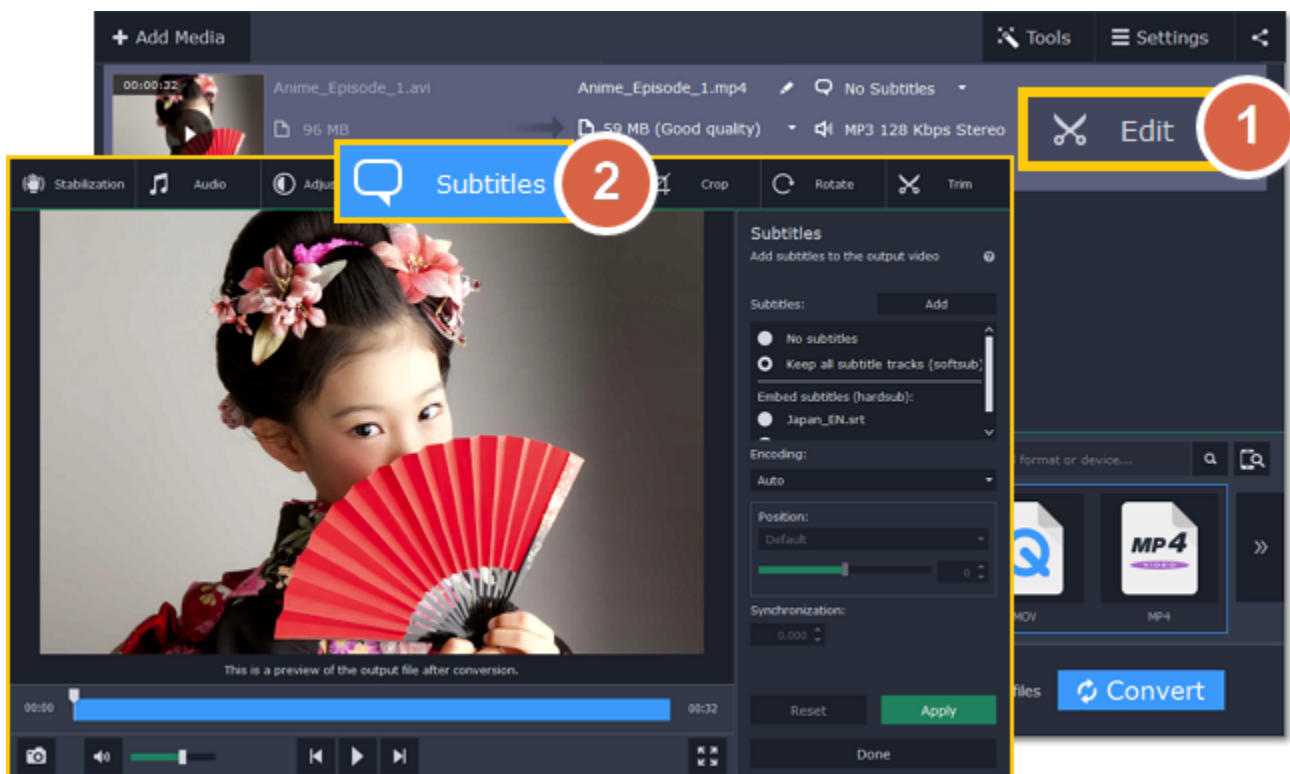 Add Media
Tools
Settings
00:00:32
Anime_Episode_1.avi
Anime_Episode_1.mp4
No Subtitles
96 MB
59 MB (Good quality)
MP3 128 Kbps Stereo
Edit
1
Stabilization
Audio
Subtitles
2
Crop
Rotate
Trim
Subtitles
Add subtitles to the output video
Subtitles:
Add
No subtitles
Keep all subtitle tracks (softsub)
Embed subtitles (hardsub):
Japan_EN.srt
Encoding:
Auto
Position:
Default
0
Synchronization:
0.000
This is a preview of the output file after conversion.
00:00
00:32
Reset
Apply
Done
format or device....
MP4
VIDEO
MOV
MP4
files
Convert